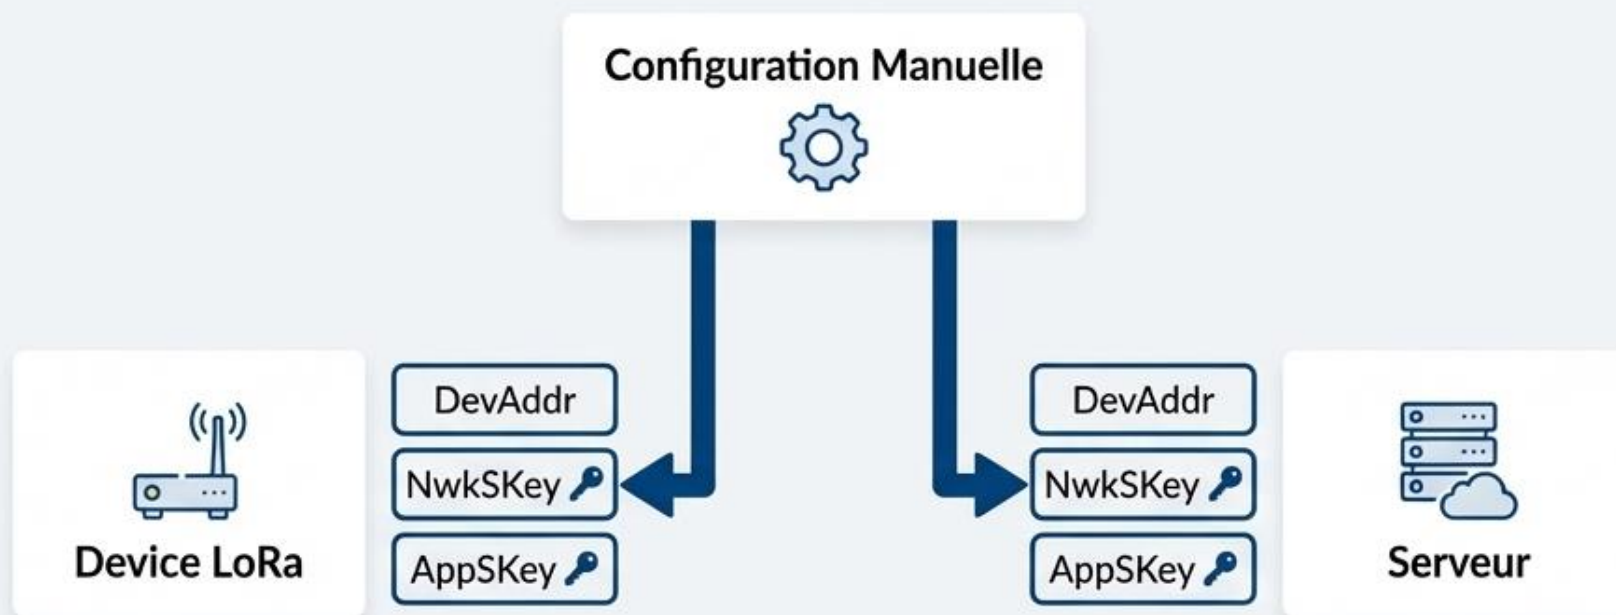 Configuration Manuelle
DevAddr
NwkSKey
AppSKey
Device LoRa
DevAddr
NwkSKey
AppSKey
Serveur